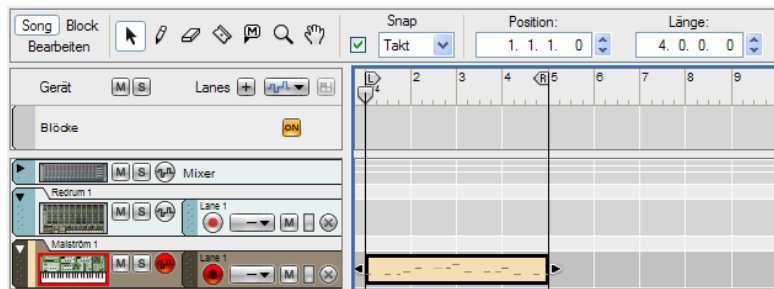 Song Block
Bearbeiten
M
Snap
Takt
Position:
1. 1. 1. 0
Länge:
4. 0. 0. 0
Gerät M S Lanes +
L 2 3 4 R 5 6 7 8 9
4
Blöcke ON
M S Mixer
Redrum 1
M S Lane 1
M
Malström 1
M S Lane 1
M